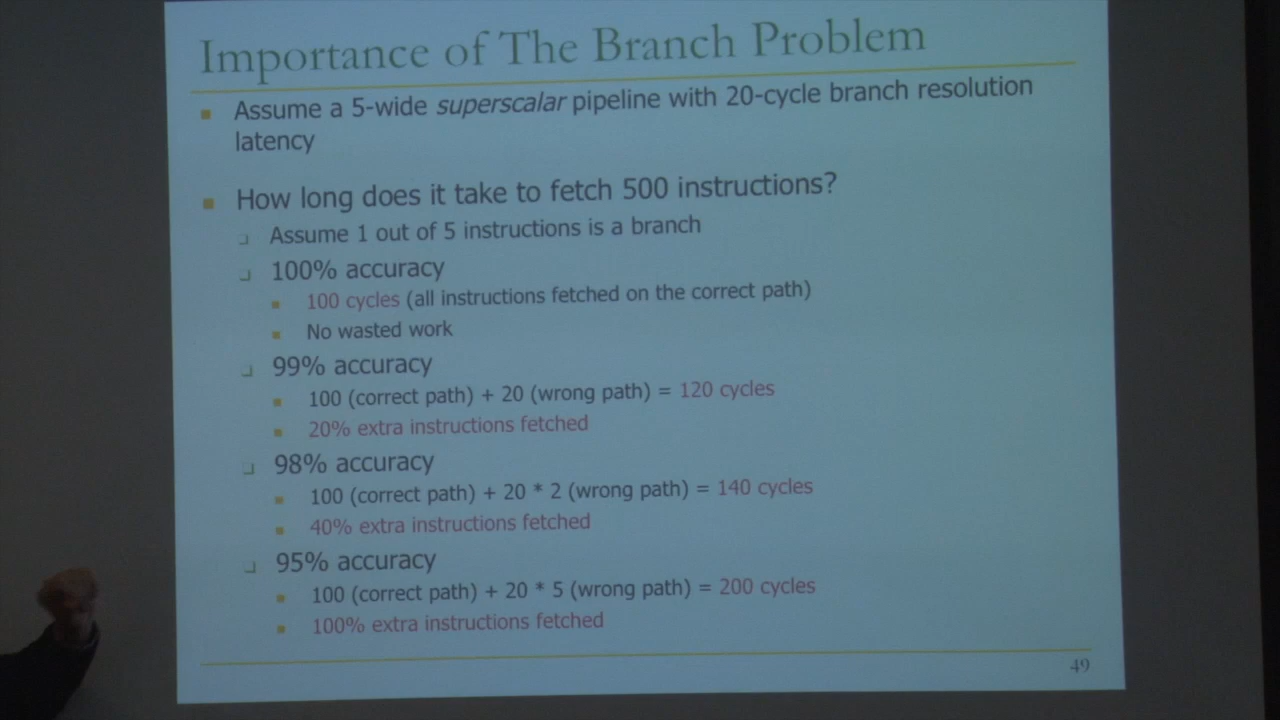 Importance of The Branch Problem
Assume a 5-wide superscalar pipeline with 20-cycle branch resolution
latency
How long does it take to fetch 500 instructions?
Assume 1 out of 5 instructions is a branch
100% accuracy
100 cycles (all instructions fetched on the correct path)
No wasted work
99% accuracy
100 (correct path) + 20 (wrong path) = 120 cycles
20% extra instructions fetched
98% accuracy
100 (correct path) + 20 * 2 (wrong path) = 140 cycles
40% extra instructions fetched
95% accuracy
100 (correct path) + 20 * 5 (wrong path) = 200 cycles
100% extra instructions fetched
49